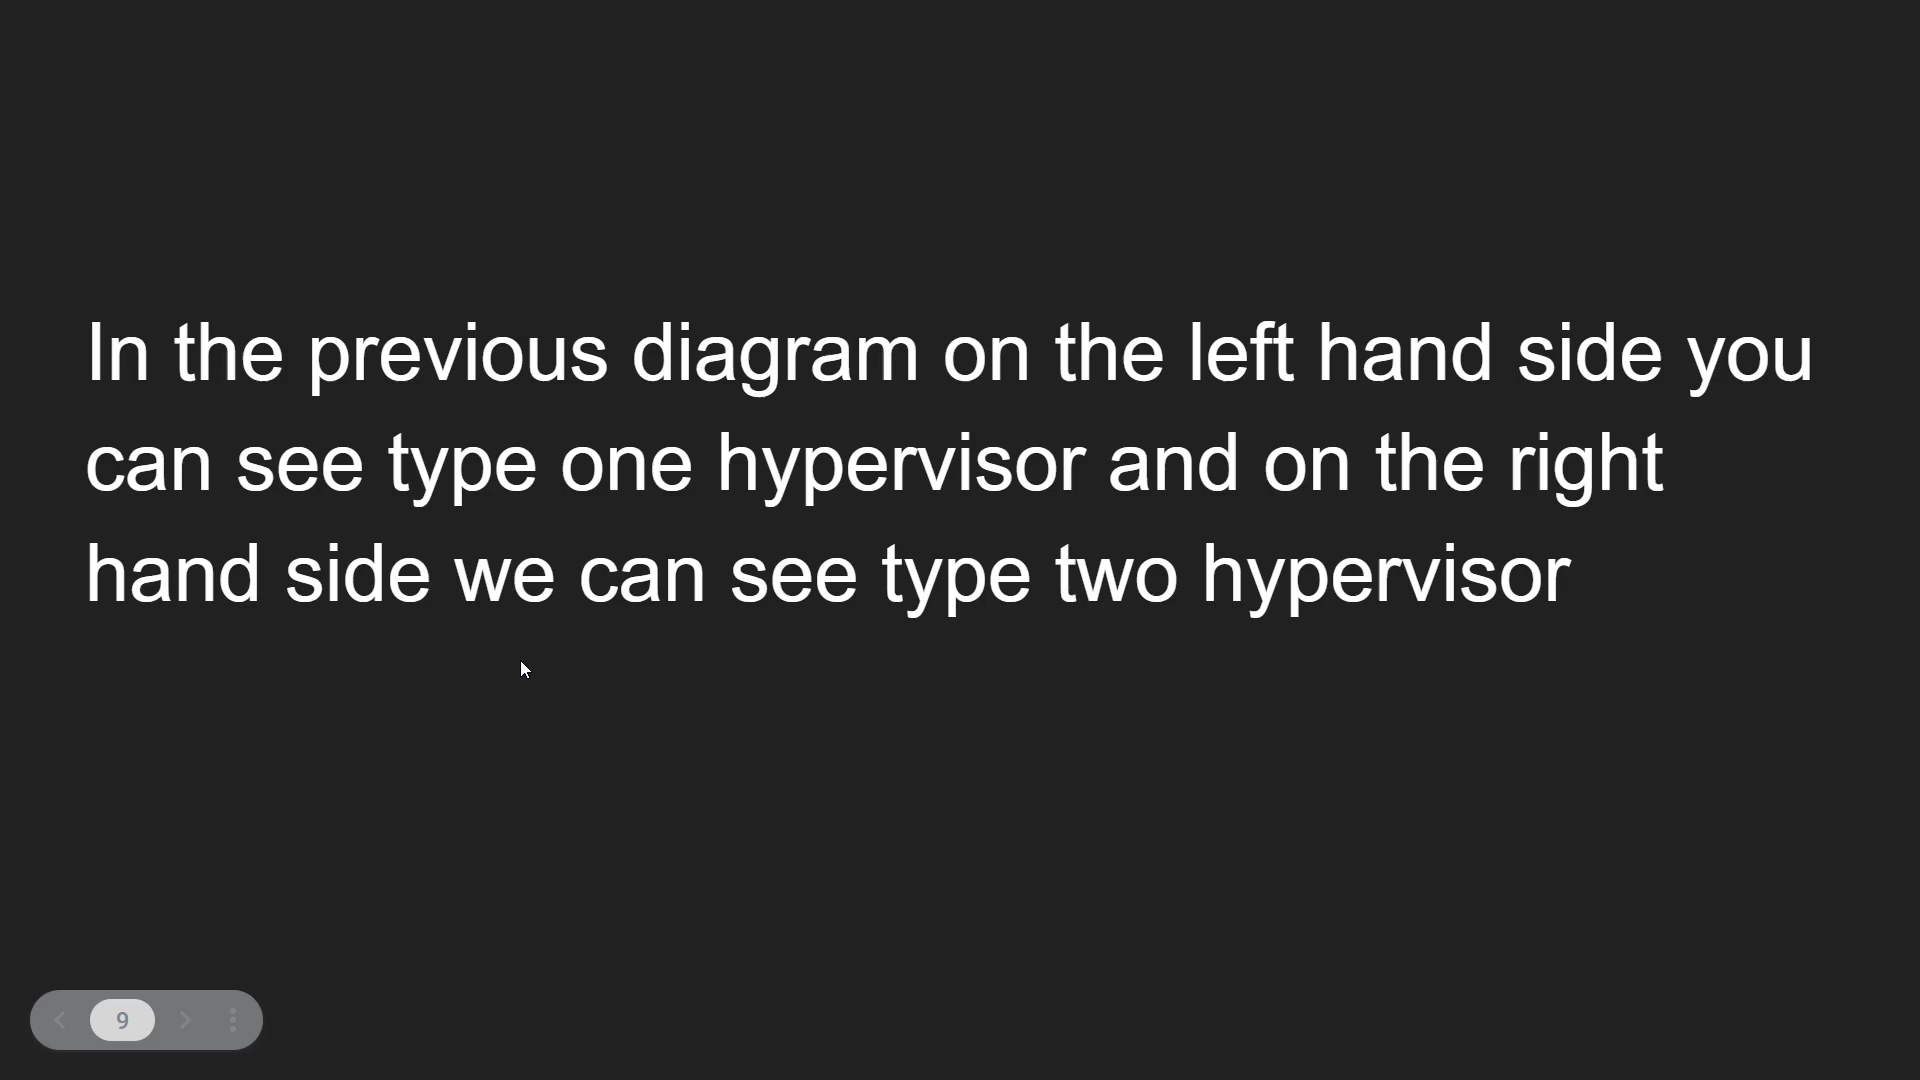 In the previous diagram on the left hand side you
can see type one hypervisor and on the right
hand side we can see type two hypervisor
9